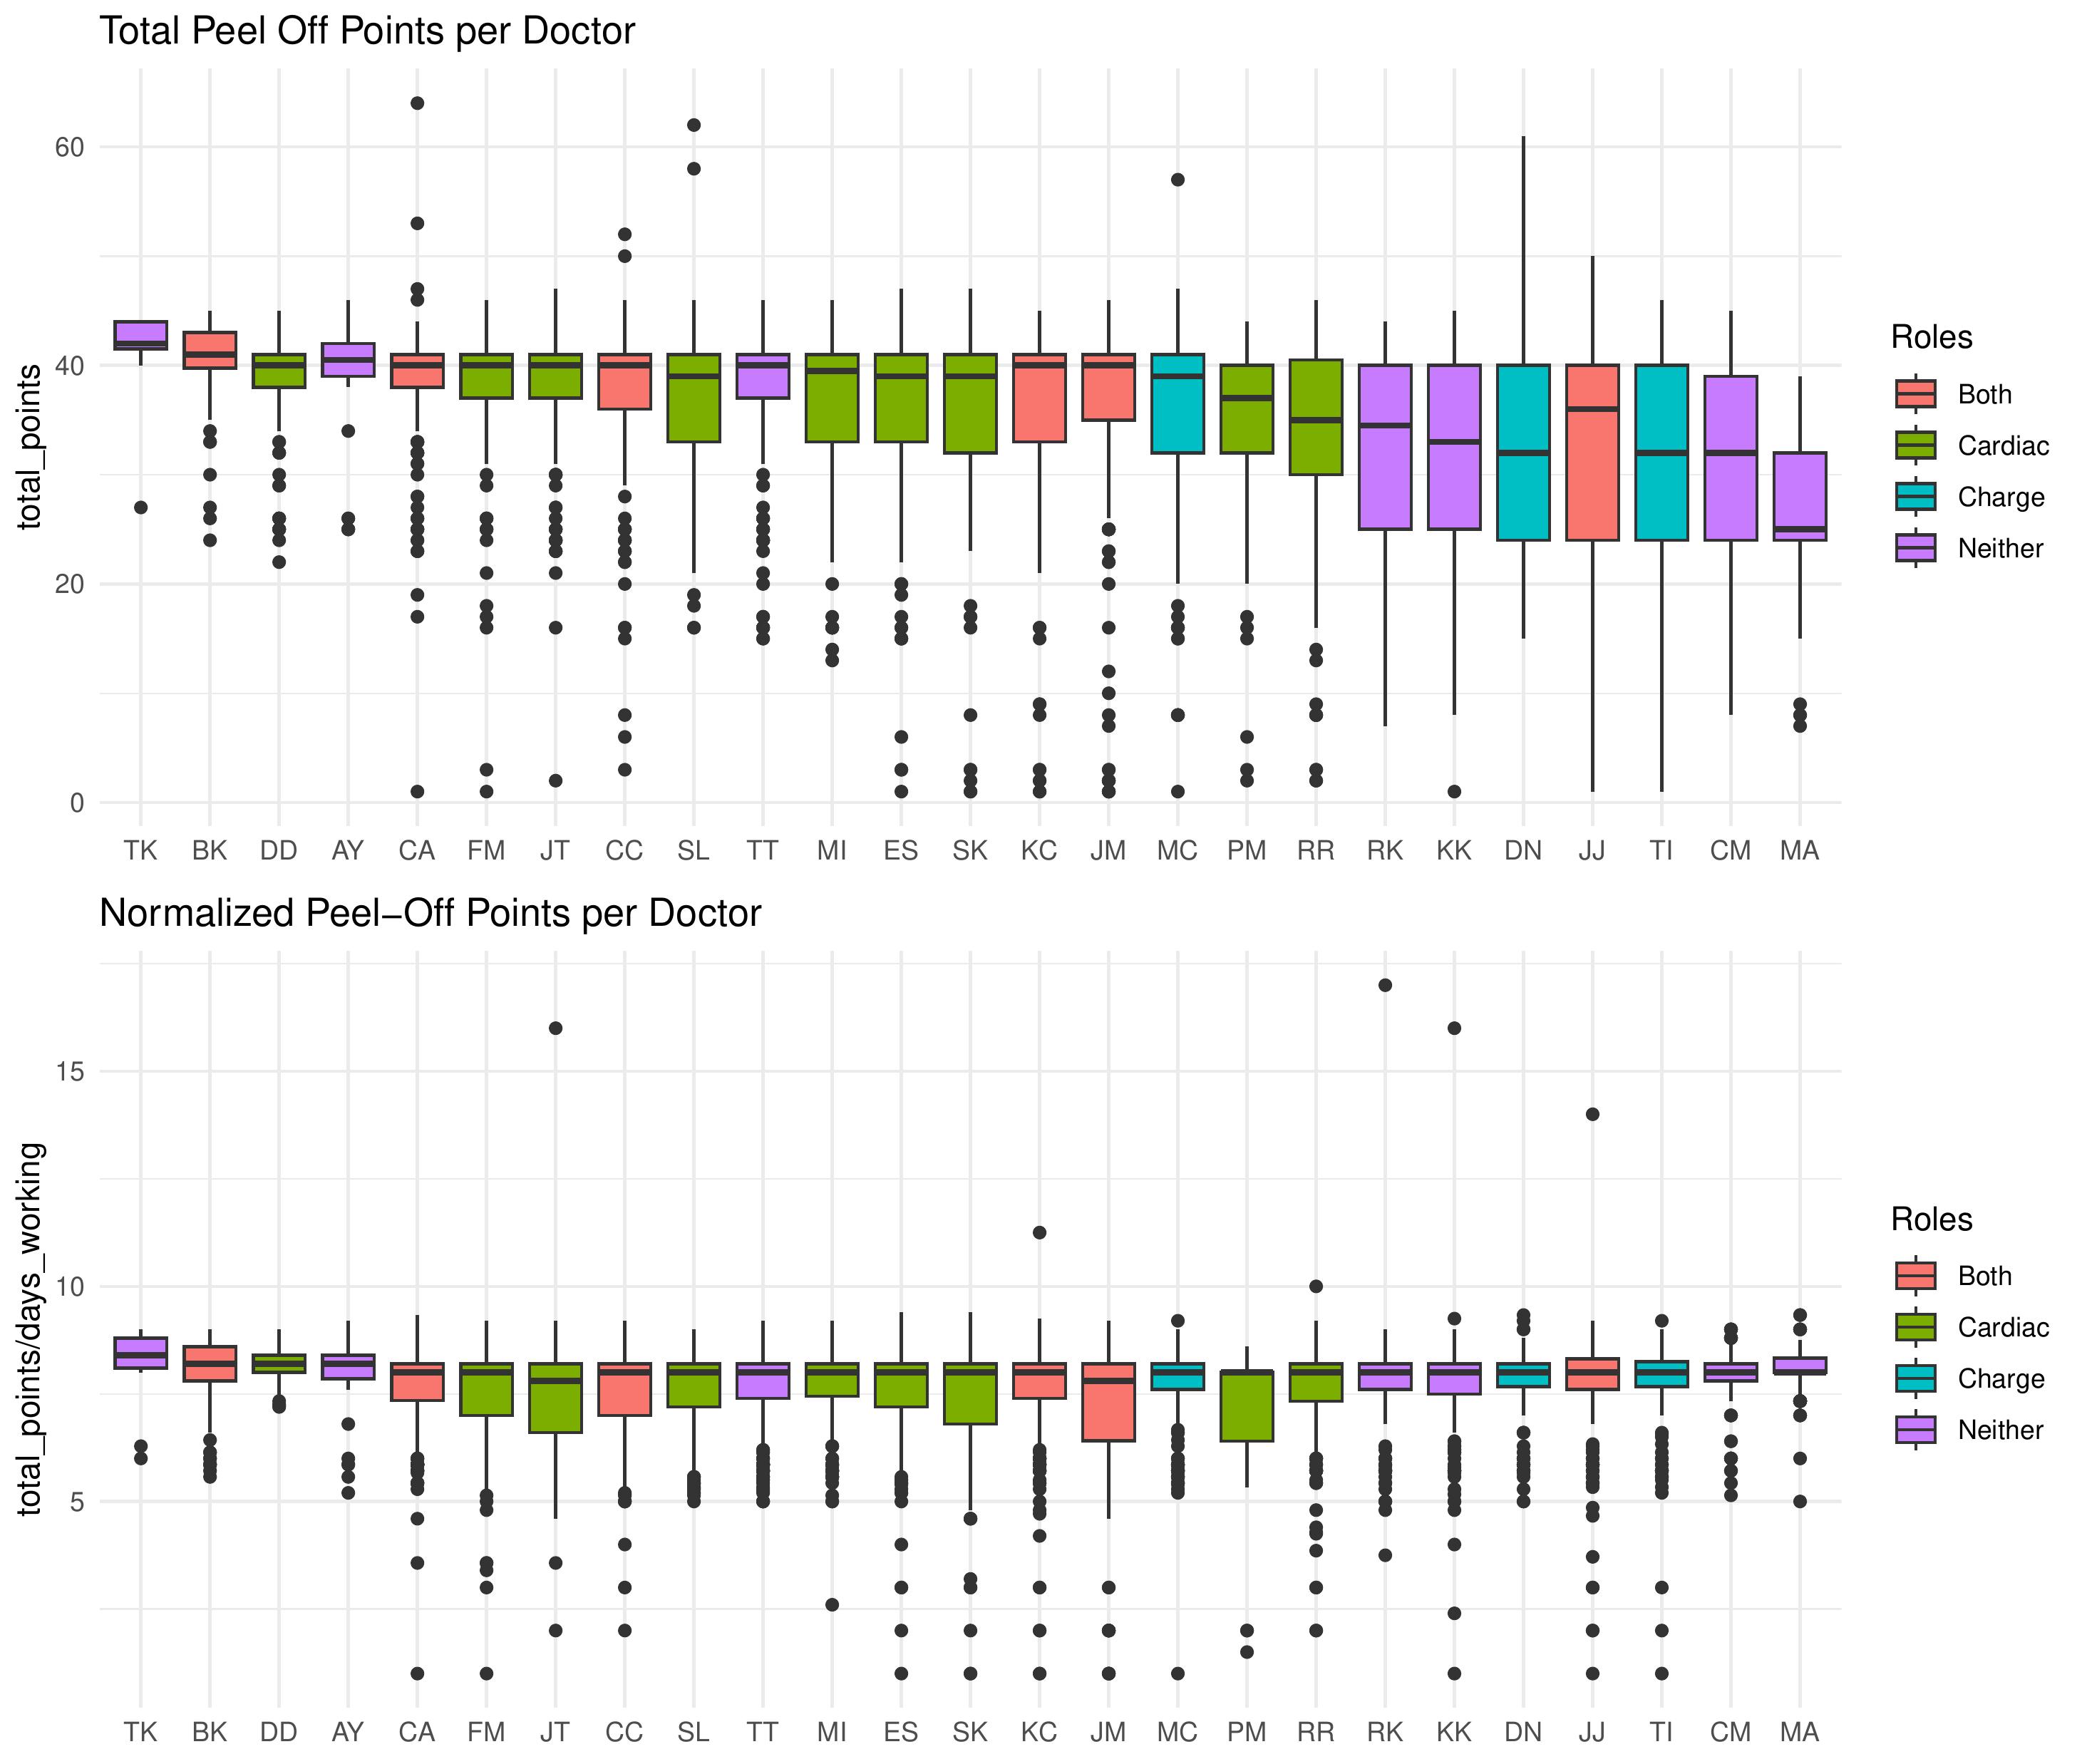 Total Peel Off Points per Doctor
total_points
60
40
20
0
TK BK DD AY CA FM JT CC SL TT MI ES SK KC JM MC PM RR RK KK DN JJ TI CM MA
Roles
Both
Cardiac
Charge
Neither
Normalized Peel−Off Points per Doctor
total_points/days_working
15
10
5
TK BK DD AY CA FM JT CC SL TT MI ES SK KC JM MC PM RR RK KK DN JJ TI CM MA
Roles
Both
Cardiac
Charge
Neither